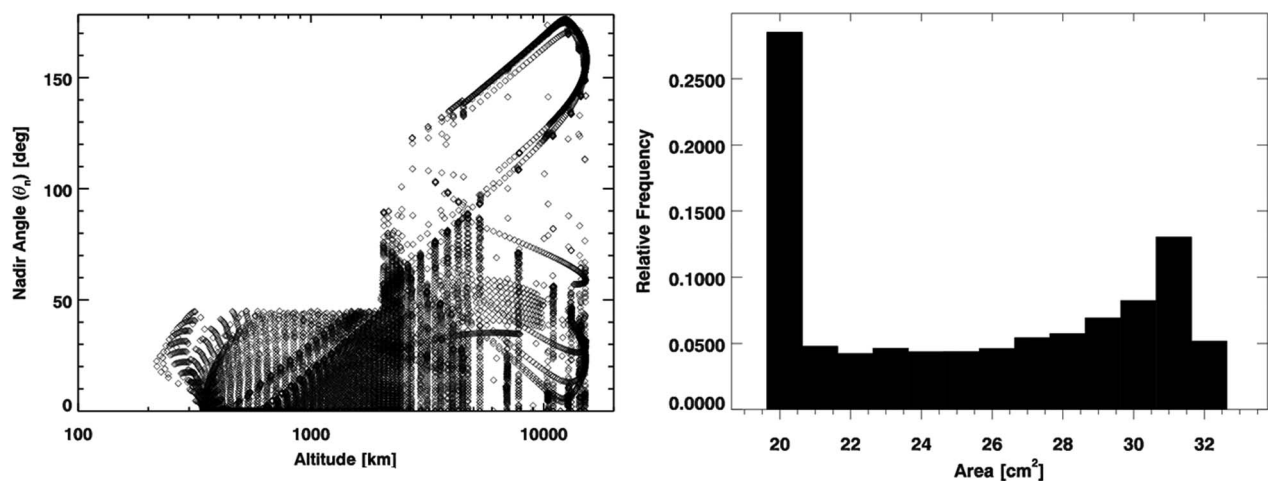 150
100
50
0
Nadir Angle (θn) [deg]
100
1000
10000
Altitude [km]
0.2500
0.2000
0.1500
0.1000
0.0500
0.0000
Relative Frequency
20 22 24 26 28 30 32
Area [cm²]